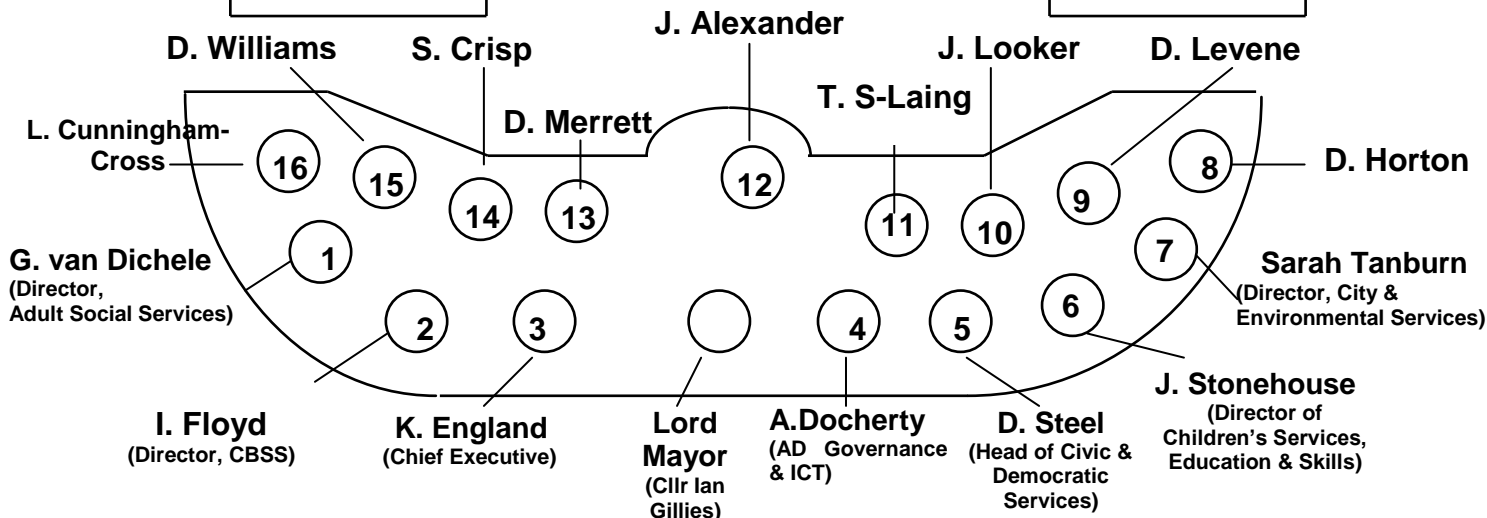 J. Alexander
D. Williams
S. Crisp
J. Looker
D. Levene
T. S-Laing
D. Merrett
L. Cunningham-
Cross
16
15
14
13
12
11
10
9
8
D. Horton
G. van Dichele
(Director,
Adult Social Services)
1
2
3
4
5
6
7
Sarah Tanburn
(Director, City &
Environmental Services)
I. Floyd
(Director, CBSS)
K. England
(Chief Executive)
Lord
Mayor
(Cllr Ian
Gillies)
A.Docherty
(AD Governance
& ICT)
D. Steel
(Head of Civic &
Democratic
Services)
J. Stonehouse
(Director of
Children's Services,
Education & Skills)